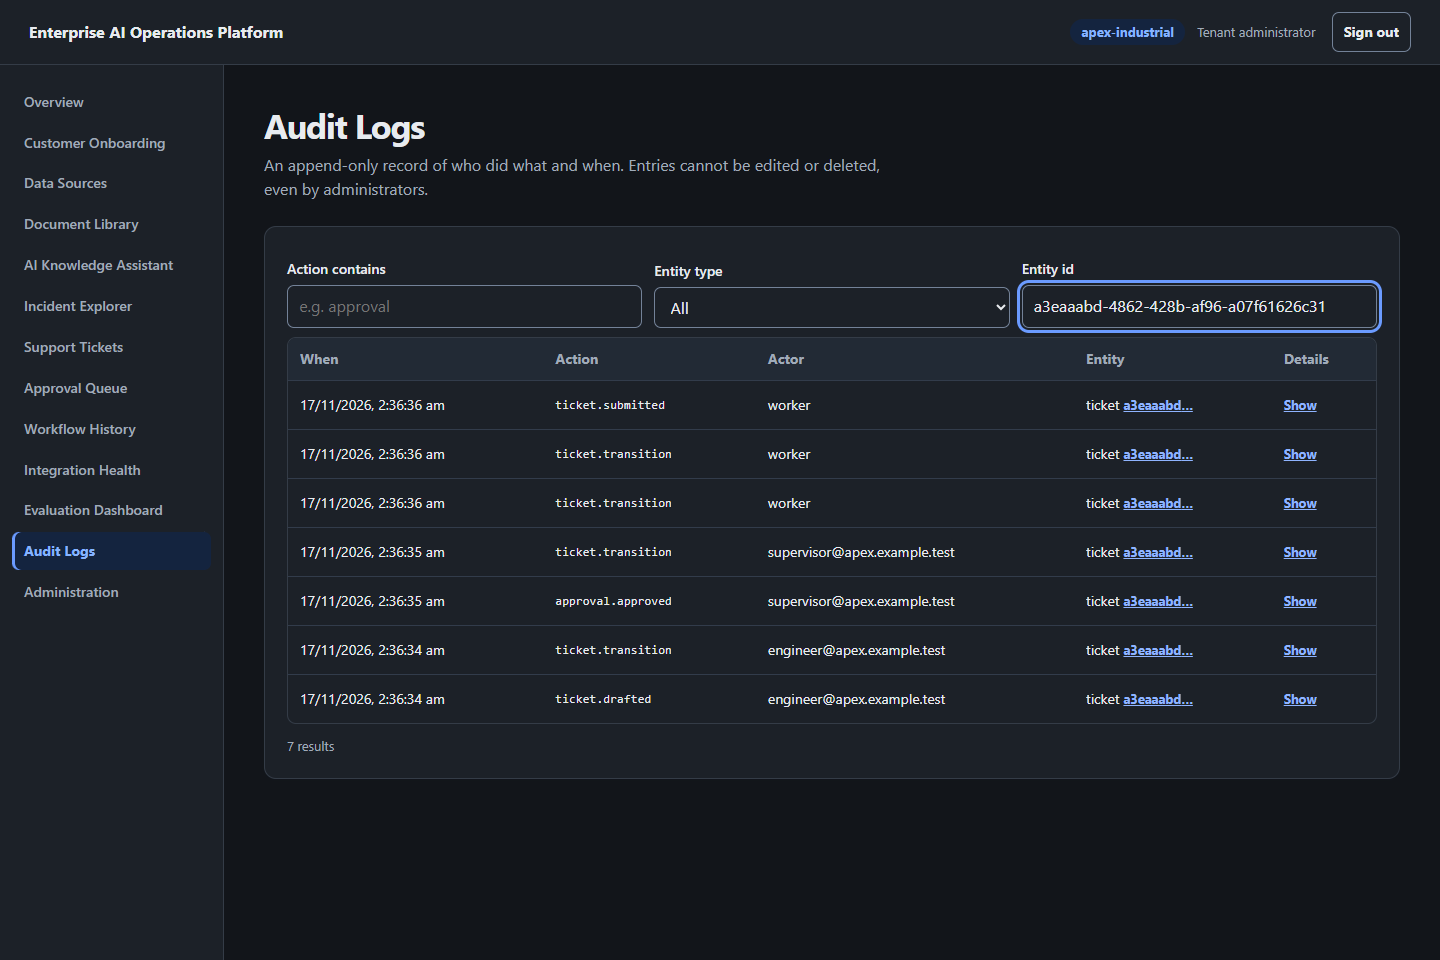 Enterprise AI Operations Platform
apex-industrial Tenant administrator Sign out
Overview
Customer Onboarding
Data Sources
Document Library
AI Knowledge Assistant
Incident Explorer
Support Tickets
Approval Queue
Workflow History
Integration Health
Evaluation Dashboard
Audit Logs
Administration
Audit Logs
An append-only record of who did what and when. Entries cannot be edited or deleted,
even by administrators.
Action contains Entity type Entity id
e.g. approval All a3eaaabd-4862-428b-af96-a07f61626c31
When Action Actor Entity Details
17/11/2026, 2:36:36 am ticket.submitted worker ticket a3eaaabd... Show
17/11/2026, 2:36:36 am ticket.transition worker ticket a3eaaabd... Show
17/11/2026, 2:36:36 am ticket.transition worker ticket a3eaaabd... Show
17/11/2026, 2:36:35 am ticket.transition supervisor@apex.example.test ticket a3eaaabd... Show
17/11/2026, 2:36:35 am approval.approved supervisor@apex.example.test ticket a3eaaabd... Show
17/11/2026, 2:36:34 am ticket.transition engineer@apex.example.test ticket a3eaaabd... Show
17/11/2026, 2:36:34 am ticket.drafted engineer@apex.example.test ticket a3eaaabd... Show
7 results